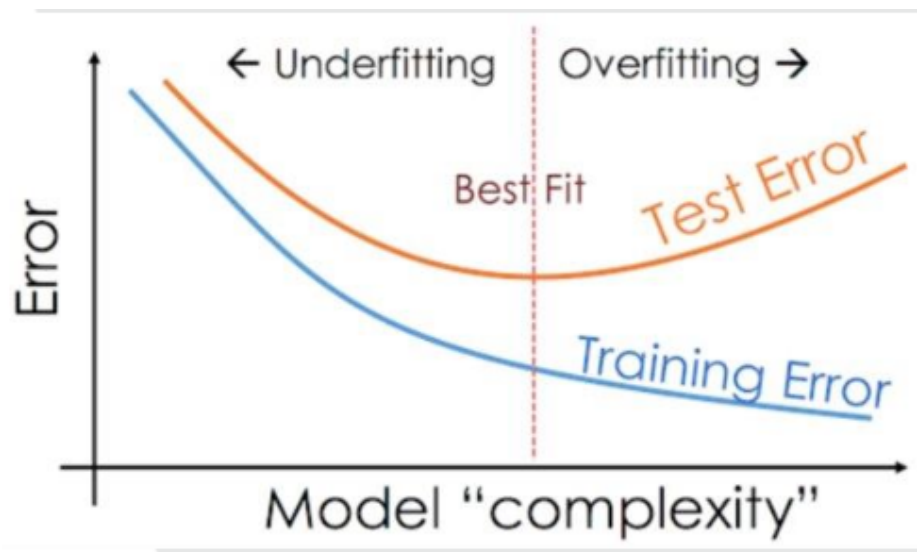 ← Underfitting
Overfitting →
Best Fit
Test Error
Training Error
Error
Model “complexity”